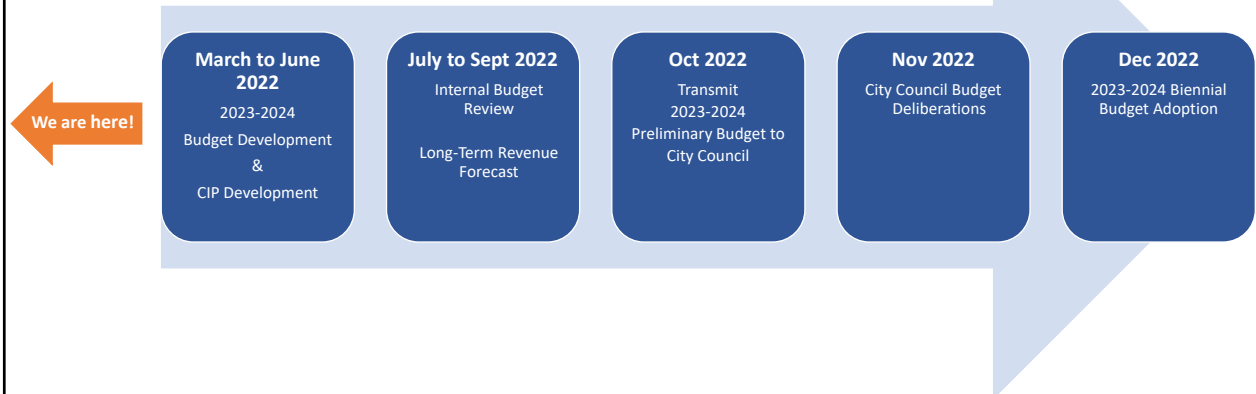 We are here!
March to June
2022
2023-2024
Budget Development
&
CIP Development
July to Sept 2022
Internal Budget
Review
Long-Term Revenue
Forecast
Oct 2022
Transmit
2023-2024
Preliminary Budget to
City Council
Nov 2022
City Council Budget
Deliberations
Dec 2022
2023-2024 Biennial
Budget Adoption